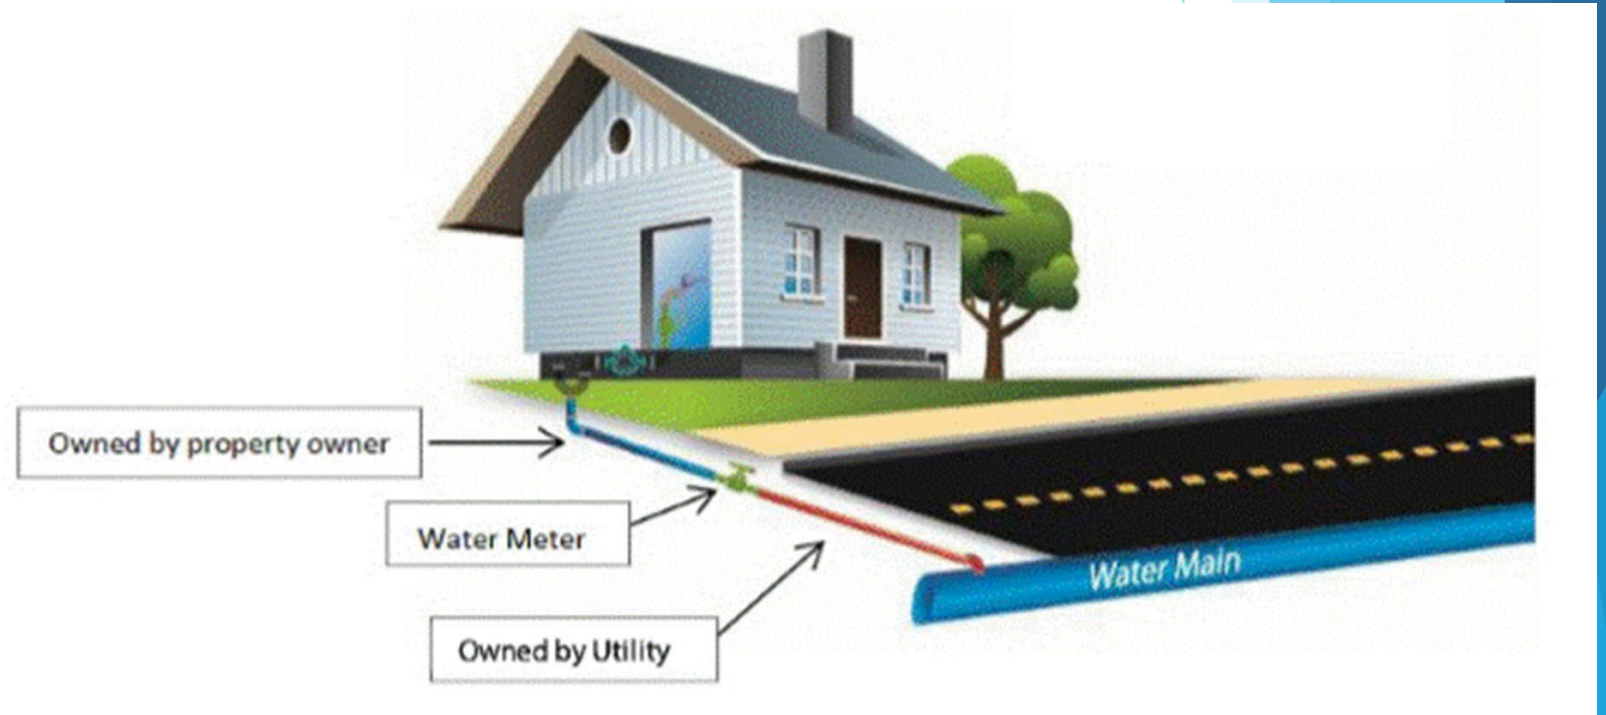 Owned by property owner
Water Meter
Water Main
Owned by Utility